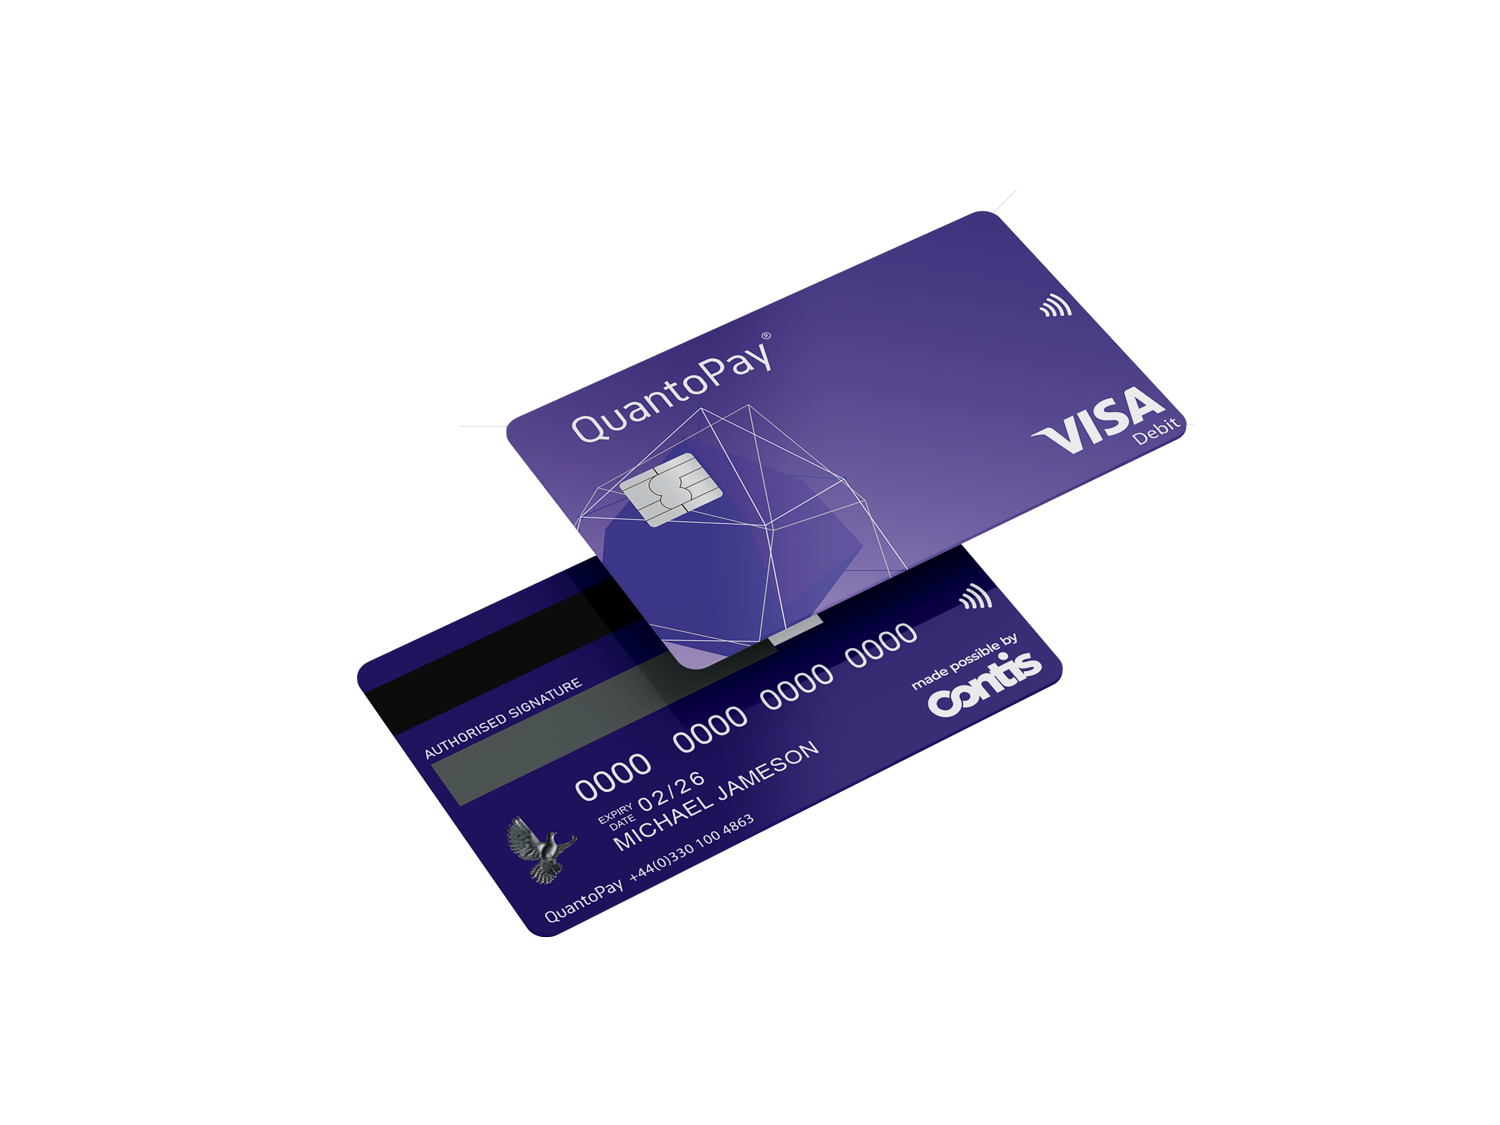 QuantoPay®
VISA
Debit
AUTHORISED SIGNATURE
0000 0000 0000 0000
EXPIRY
DATE
02/26
MICHAEL JAMESON
QuantoPay +44(0)330 100 4863
made possible by
contis